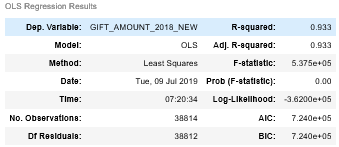 OLS Regression Results
Dep. Variable: GIFT_AMOUNT_2018_NEW R-squared: 0.933
Model: OLS Adj. R-squared: 0.933
Method: Least Squares F-statistic: 5.375e+05
Date: Tue, 09 Jul 2019 Prob (F-statistic): 0.00
Time: 07:20:34 Log-Likelihood: -3.6200e+05
No. Observations: 38814 AIC: 7.240e+05
Df Residuals: 38812 BIC: 7.240e+05